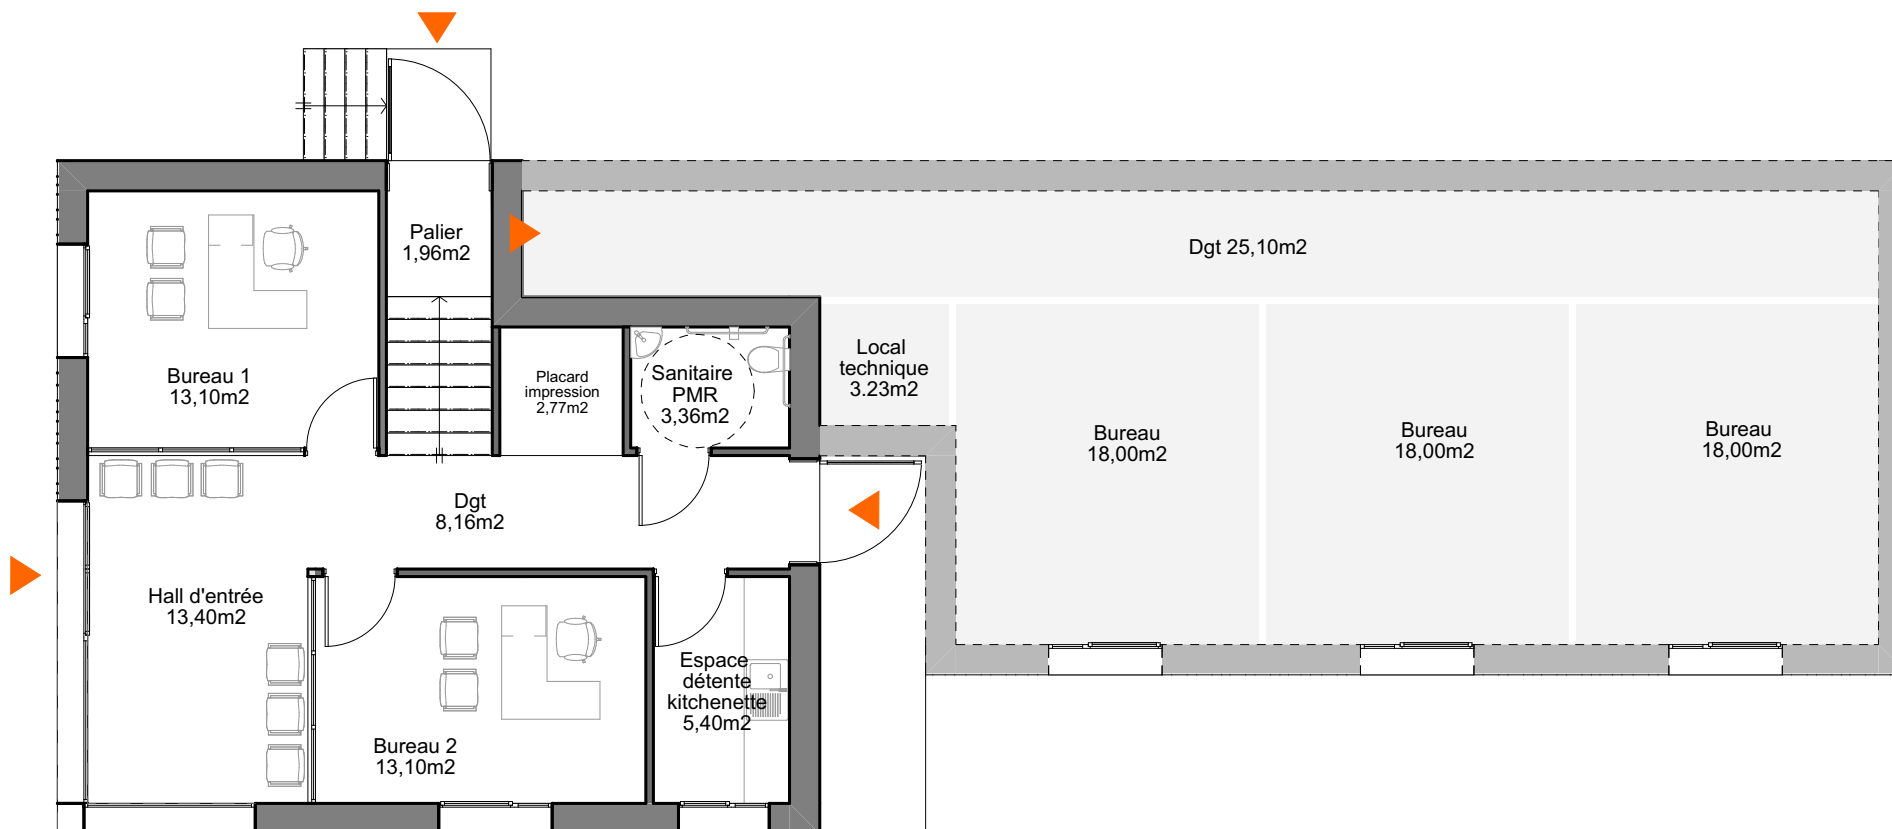 Palier
1,96m2
Dgt 25,10m2
Bureau 1
13,10m2
Placard
impression
2,77m2
Sanitaire
PMR
3,36m2
Local
technique
3.23m2
Bureau
18,00m2
Bureau
18,00m2
Bureau
18,00m2
Dgt
8,16m2
Hall d'entrée
13,40m2
Bureau 2
13,10m2
Espace
détente
kitchenette
5,40m2